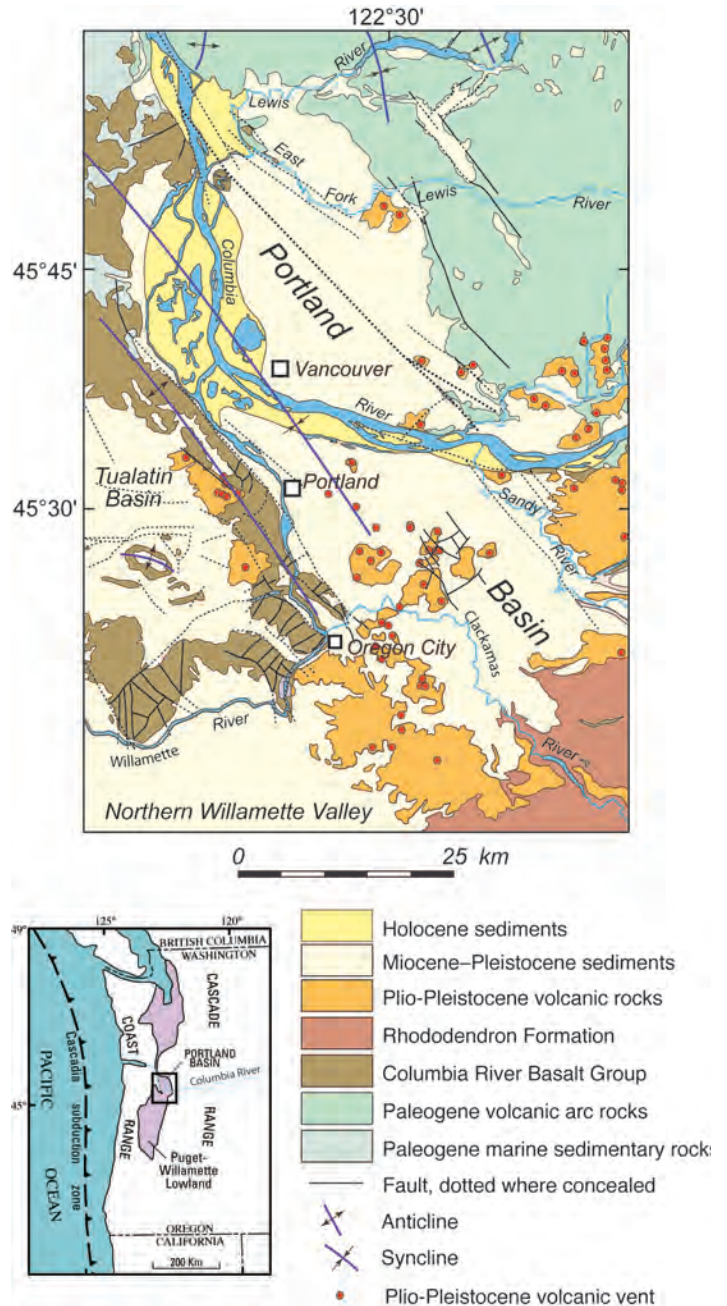 122°30'
River
Lewis
East
Fork
Lewis
River
45°45'
Columbia
Portland
Vancouver
River
Tualatin
Basin
Portland
45°30'
Sandy
River
Basin
Clackamas
Oregon City
River
Willamette
River
Northern Willamette Valley
0 25 km
125° 120°
49°
BRITISH COLUMBIA
WASHINGTON
CASCADE
RANGE
COAST
RANGE
PORTLAND
BASIN
Columbia River
45°
PACIFIC
OCEAN
Cascadia subduction zone
Puget-
Willamette
Lowland
OREGON
CALIFORNIA
200 Km
Holocene sediments
Miocene–Pleistocene sediments
Plio-Pleistocene volcanic rocks
Rhododendron Formation
Columbia River Basalt Group
Paleogene volcanic arc rocks
Paleogene marine sedimentary rocks
Fault, dotted where concealed
Anticline
Syncline
Plio-Pleistocene volcanic vent